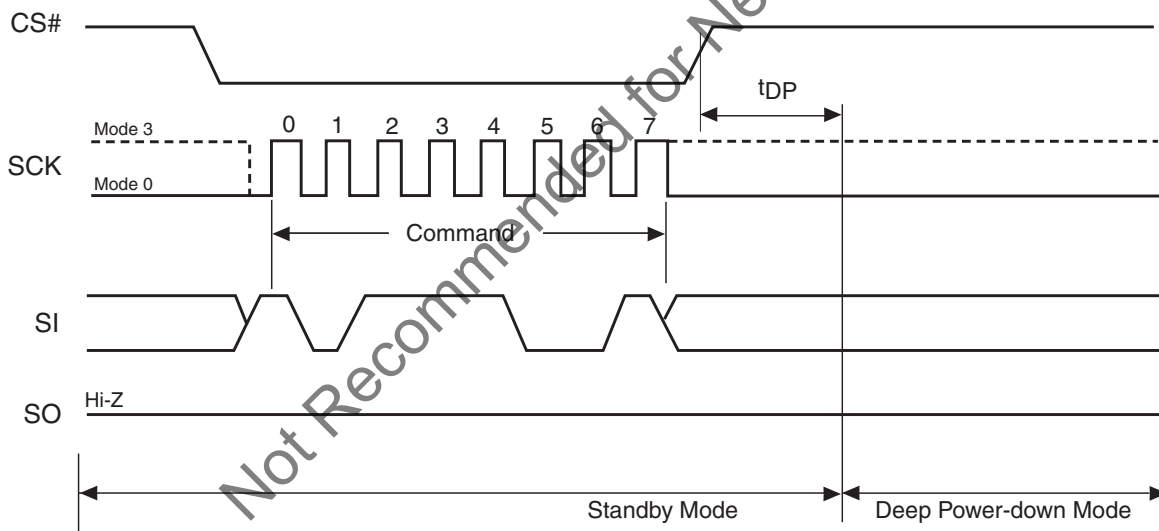 CS#
tDP
Mode 3
0 1 2 3 4 5 6 7
SCK
Mode 0
Command
SI
Hi-Z
SO
Standby Mode
Deep Power-down Mode
Not Recommended for